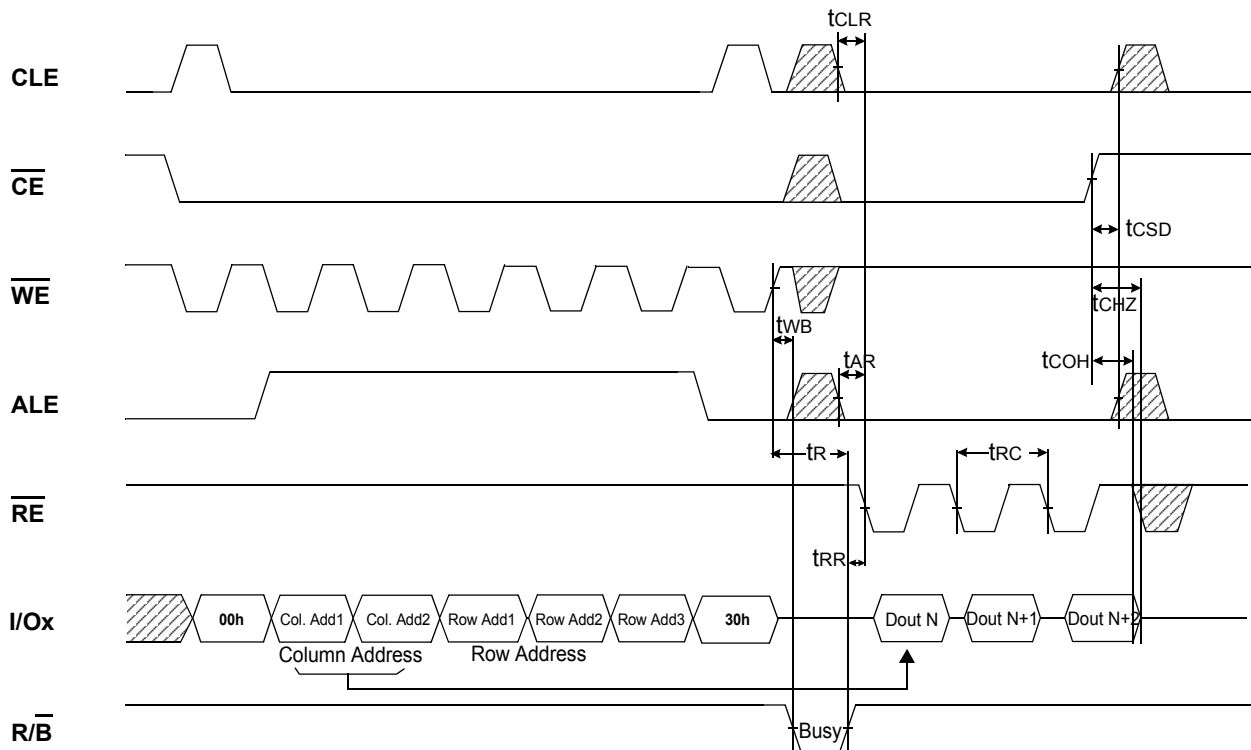 tCLR
CLE
CE
tCSD
WE
tCHZ
tWB
tCOH
tAR
ALE
tR
tRC
RE
tRR
I/Ox
00h
Col. Add1
Col. Add2
Row Add1
Row Add2
Row Add3
30h
Dout N
Dout N+1
Dout N+2
Column Address
Row Address
R/B
Busy